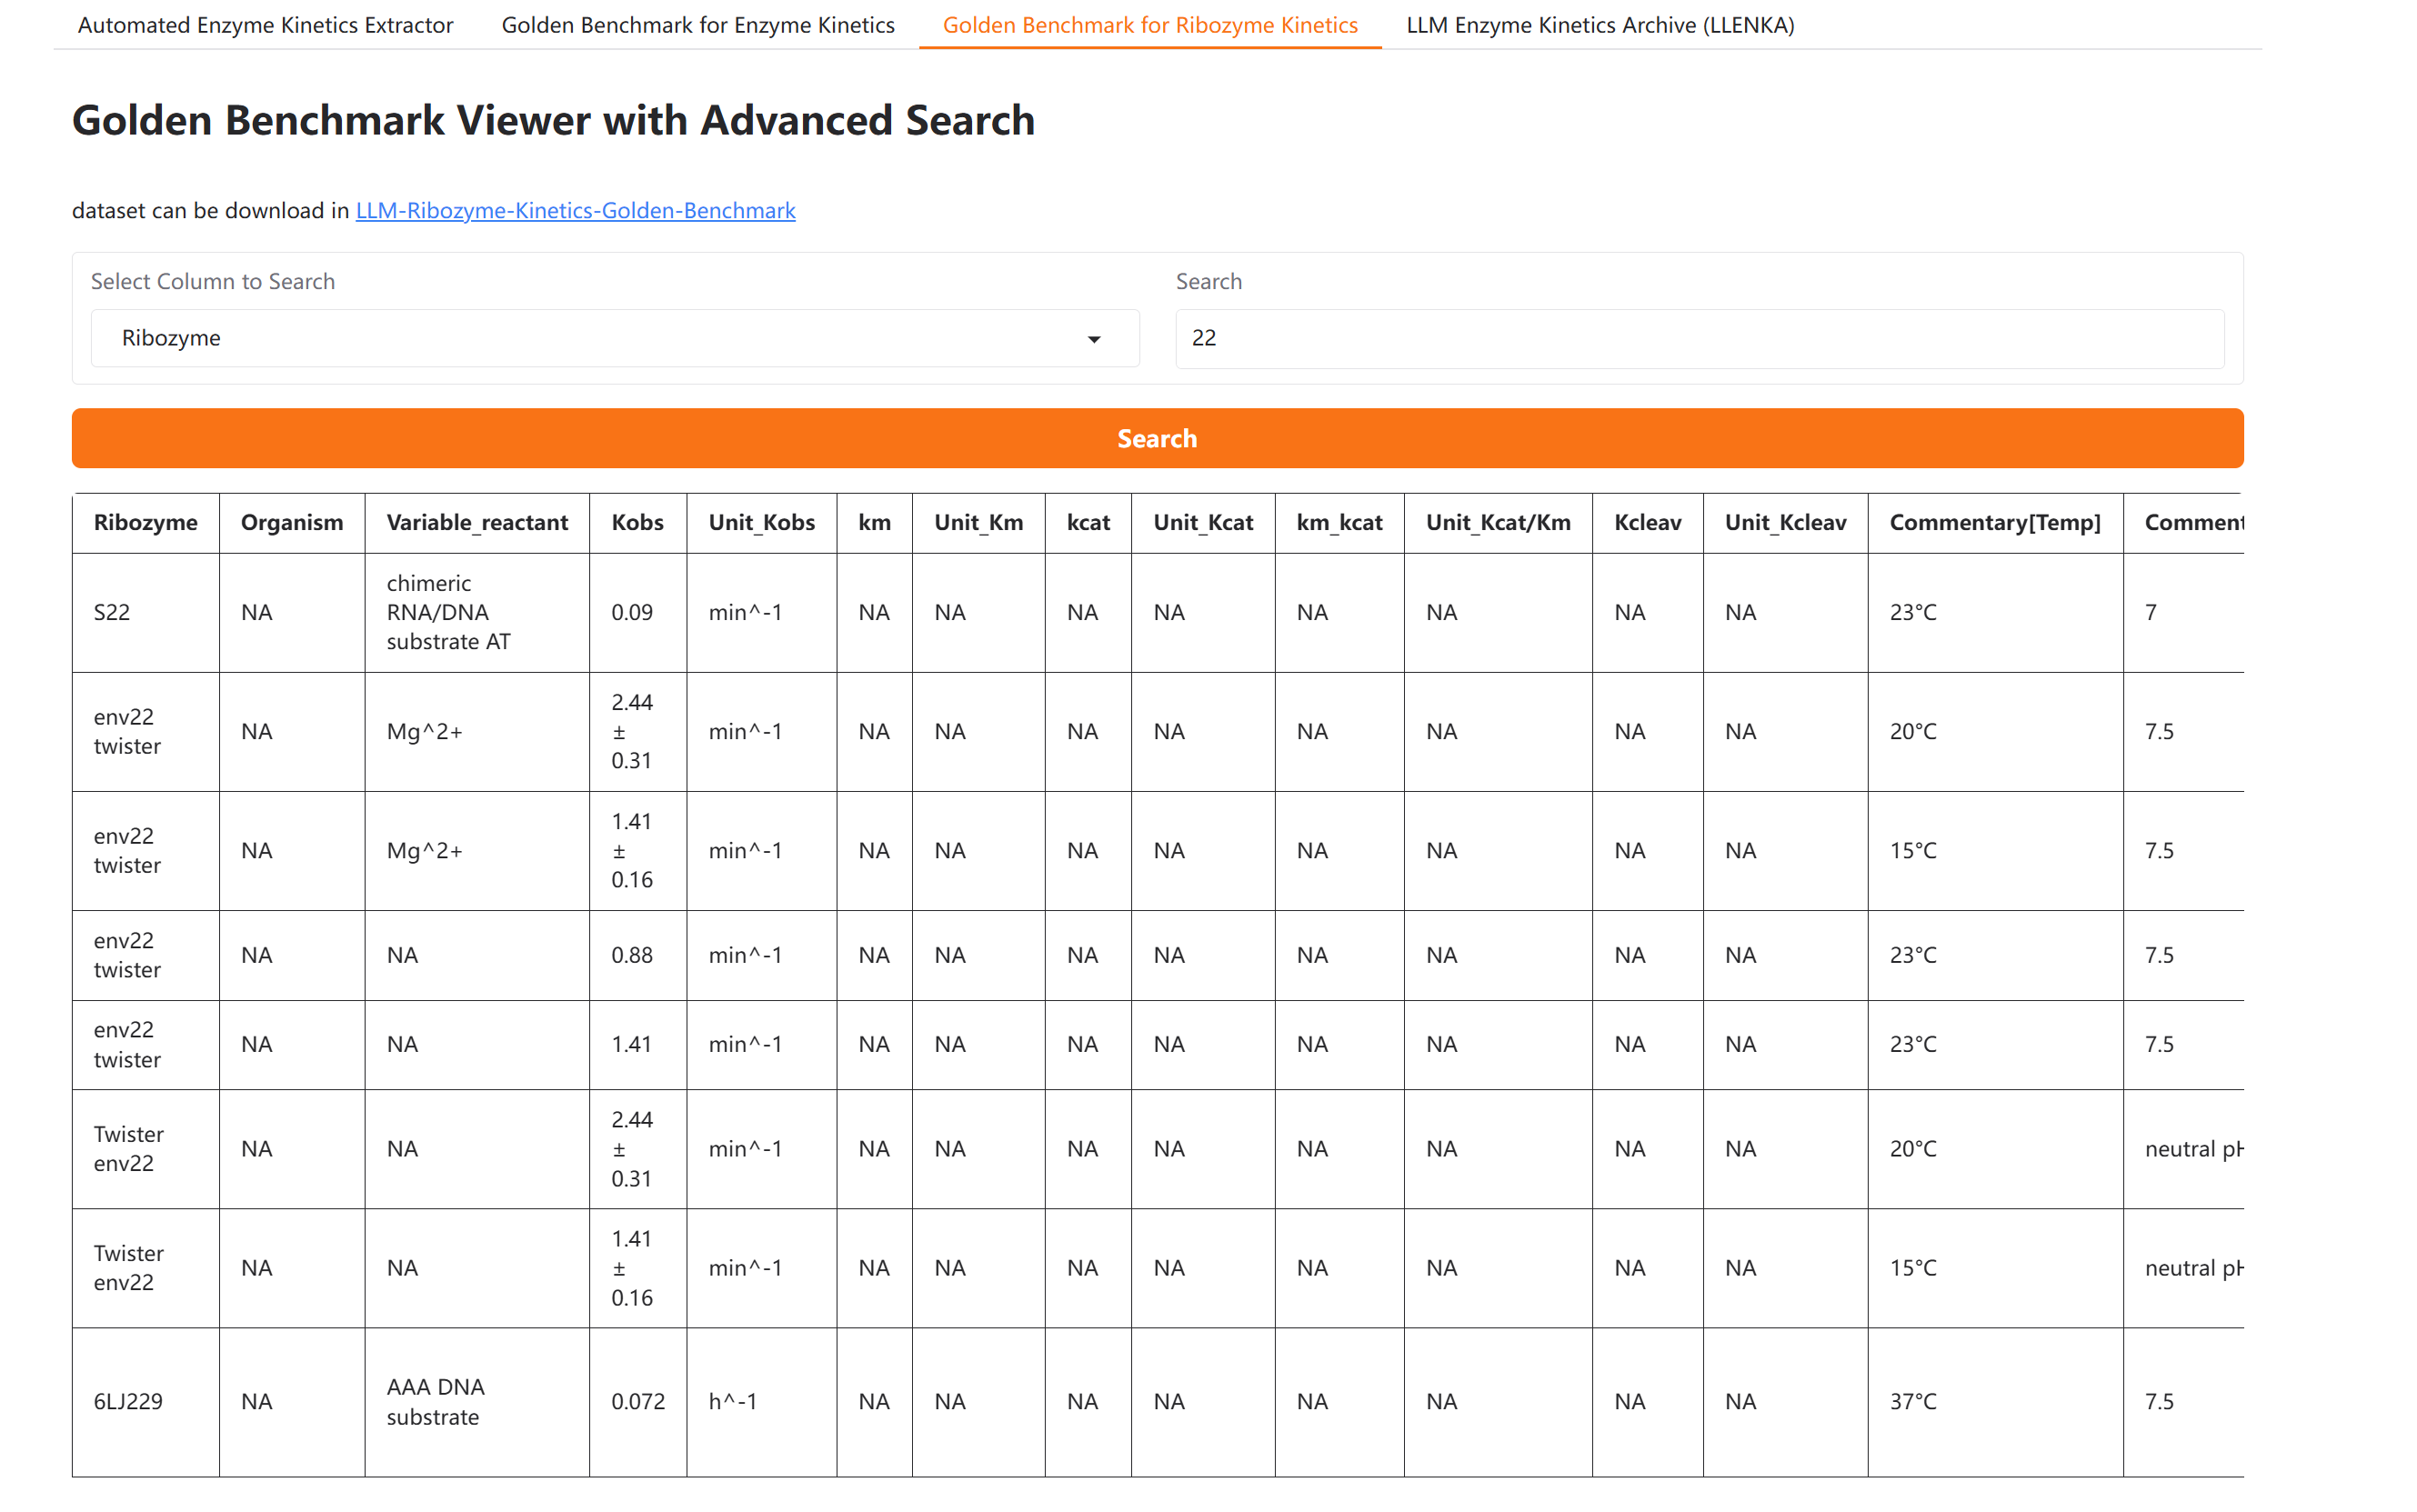 Automated Enzyme Kinetics Extractor Golden Benchmark for Enzyme Kinetics Golden Benchmark for Ribozyme Kinetics LLM Enzyme Kinetics Archive (LLENKA)
Golden Benchmark Viewer with Advanced Search
dataset can be download in LLM-Ribozyme-Kinetics-Golden-Benchmark
Select Column to Search Search
Ribozyme 22
Search
Ribozyme Organism Variable_reactant Kobs Unit_Kobs km Unit_Km kcat Unit_Kcat km_kcat Unit_Kcat/Km Kcleav Unit_Kcleav Commentary[Temp] Comment
S22 NA chimeric RNA/DNA substrate AT 0.09 min^-1 NA NA NA NA NA NA NA NA 23°C 7
env22 twister NA Mg^2+ 2.44 ± 0.31 min^-1 NA NA NA NA NA NA NA NA 20°C 7.5
env22 twister NA Mg^2+ 1.41 ± 0.16 min^-1 NA NA NA NA NA NA NA NA 15°C 7.5
env22 twister NA NA 0.88 min^-1 NA NA NA NA NA NA NA NA 23°C 7.5
env22 twister NA NA 1.41 min^-1 NA NA NA NA NA NA NA NA 23°C 7.5
Twister env22 NA NA 2.44 ± 0.31 min^-1 NA NA NA NA NA NA NA NA 20°C neutral pH
Twister env22 NA NA 1.41 ± 0.16 min^-1 NA NA NA NA NA NA NA NA 15°C neutral pH
6LJ229 NA AAA DNA substrate 0.072 h^-1 NA NA NA NA NA NA NA NA 37°C 7.5